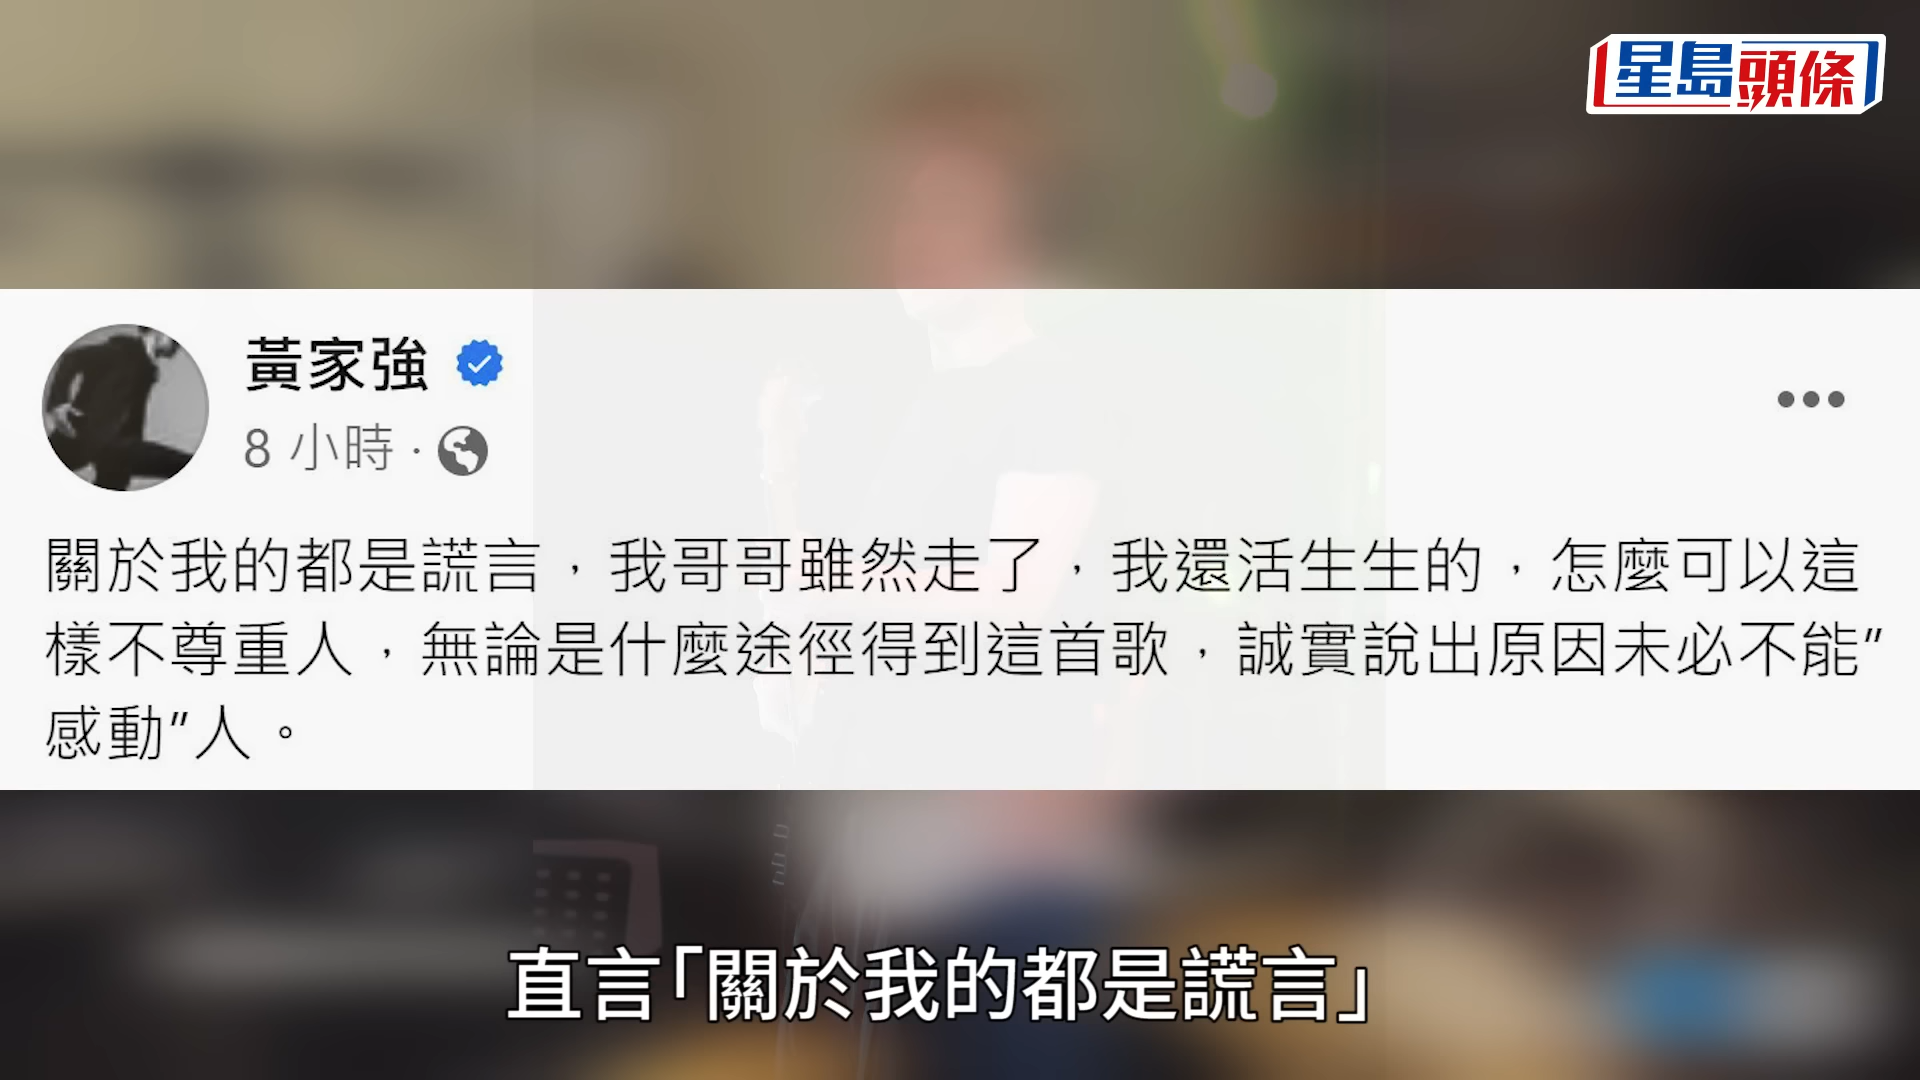 星島頭條
黃家強
8 小時 ·
關於我的都是謊言，我哥哥雖然走了，我還活生生的，怎麼可以這
樣不尊重人，無論是什麼途徑得到這首歌，誠實說出原因未必不能"
感動"人。
直言「關於我的都是謊言」